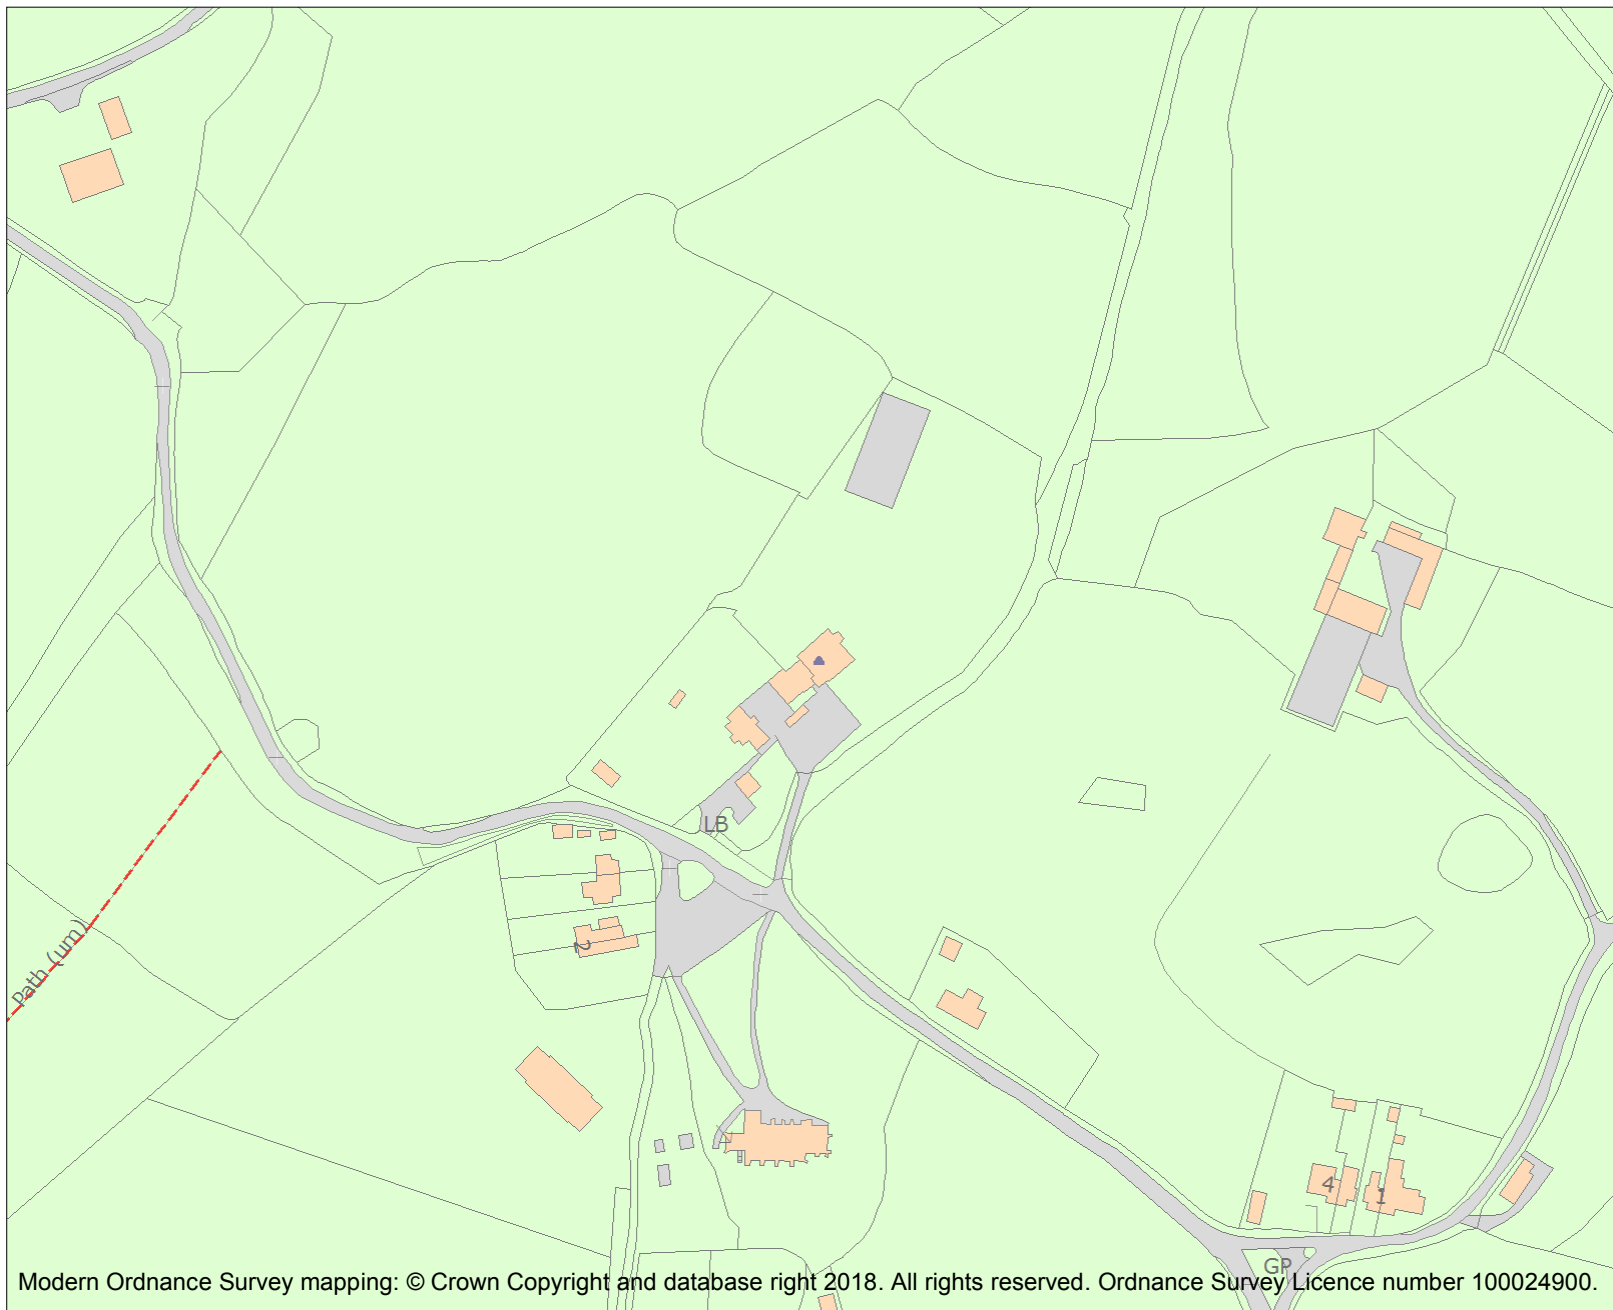 LB
2
Path (um)
4
1
GP
Modern Ordnance Survey mapping: © Crown Copyright and database right 2018. All rights reserved. Ordnance Survey Licence number 100024900.